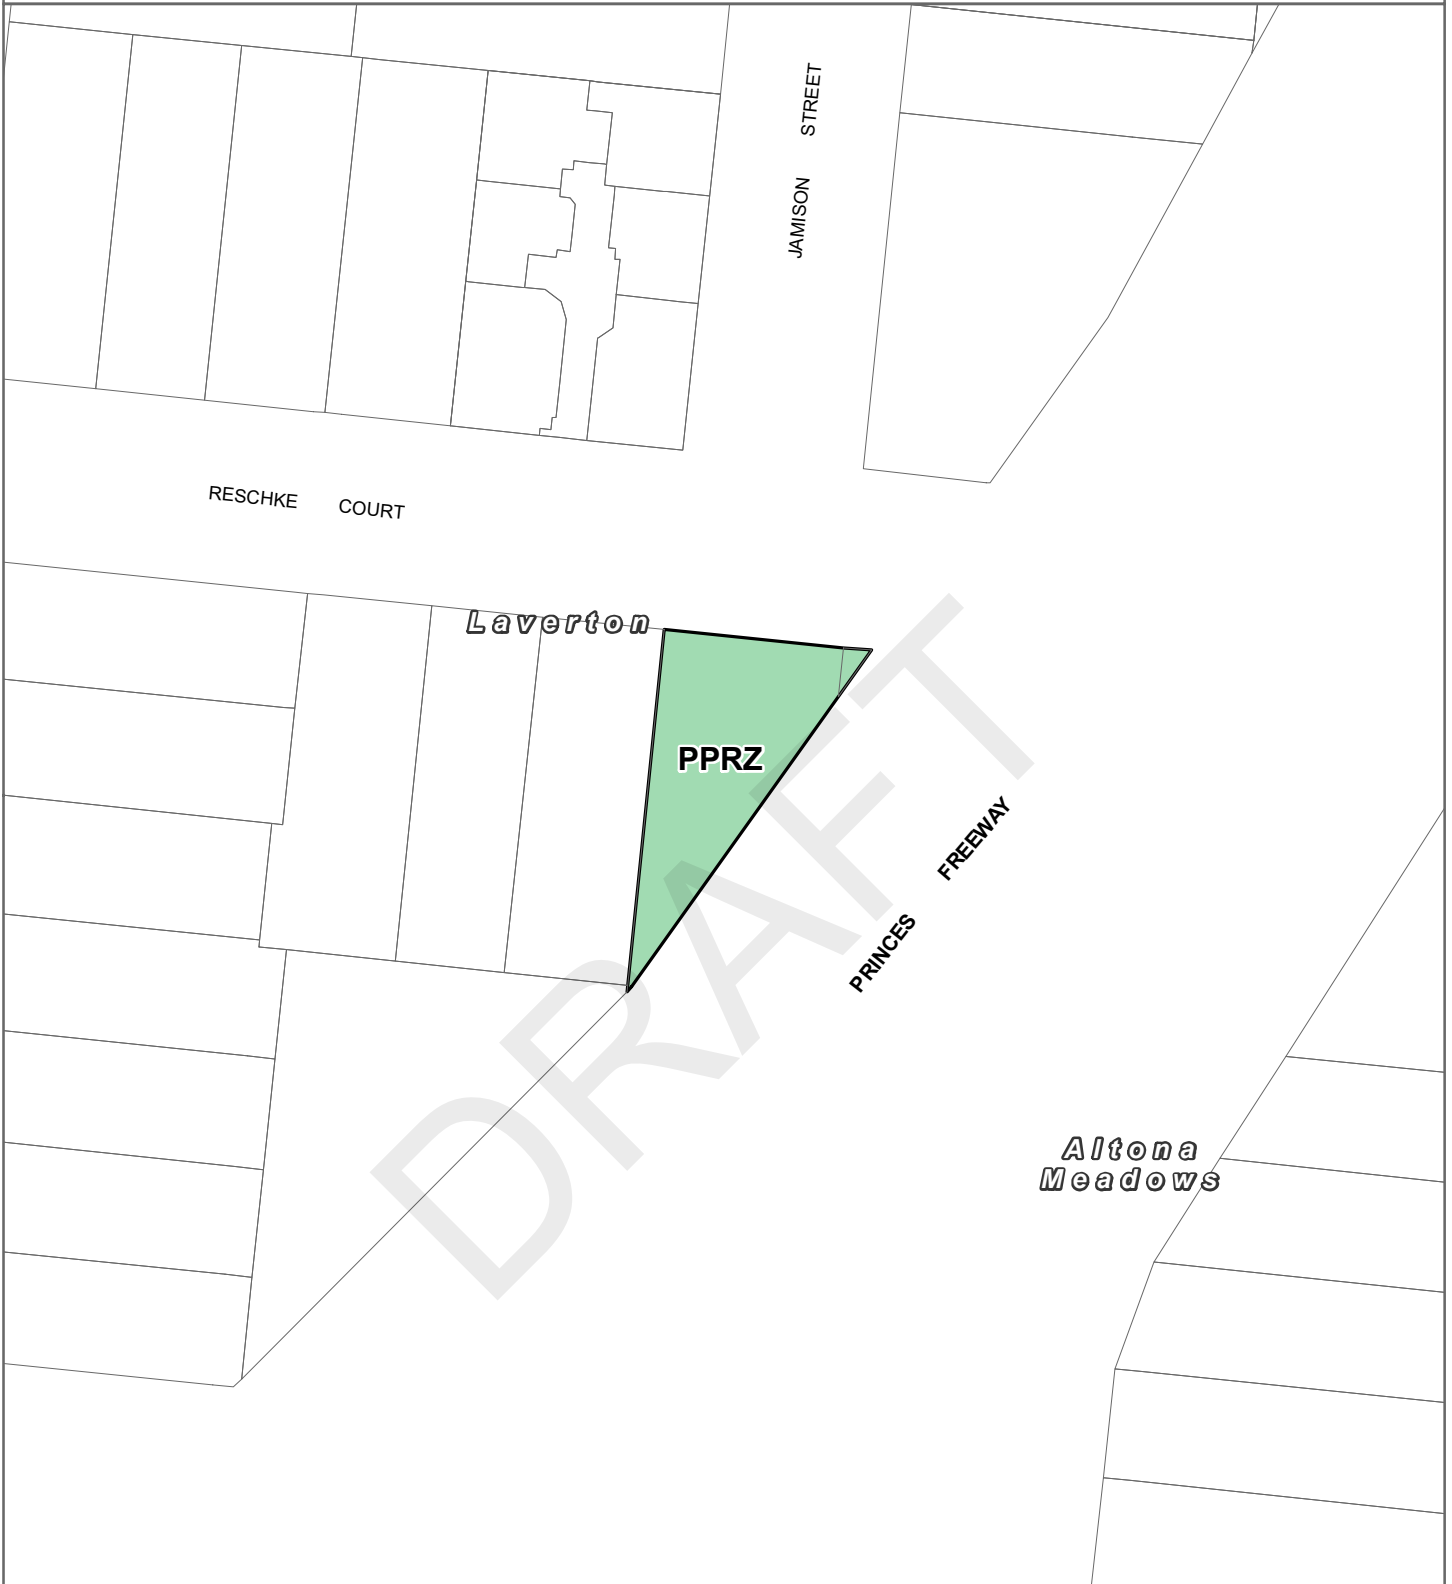 JAMISON STREET
RESCHKE COURT
Laverton
PPRZ
PRINCES FREEWAY
Altona
Meadows
DRAFT